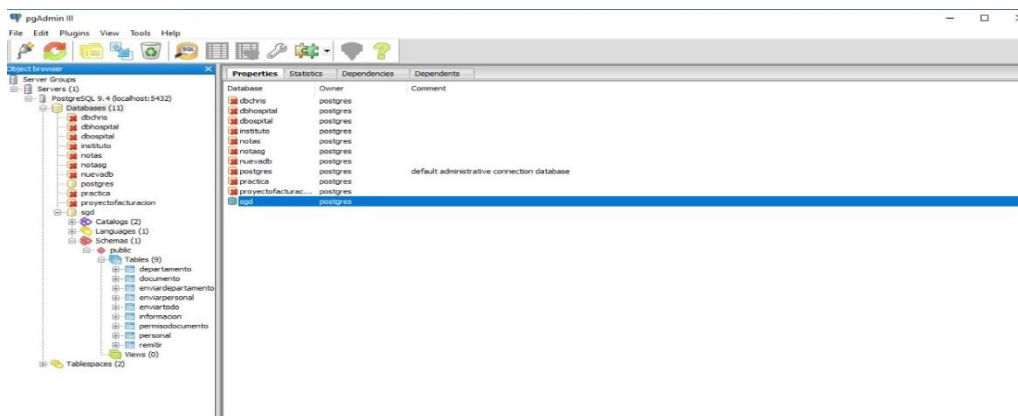 pgAdmin III
File Edit Plugins View Tools Help
SQL
Object browser
Server Groups
Servers (1)
PostgreSQL 9.4 (localhost:5432)
Databases (11)
dbchris
dbhospital
dbospital
instituto
notas
notasg
nuevadb
postgres
practica
proyectofacturacion
sgd
Catalogs (2)
Languages (1)
Schemas (1)
public
Tables (9)
departamento
documento
enviardepartamento
enviarpersonal
enviartodo
informacion
permisodocumento
personal
remitir
Views (0)
Tablespaces (2)
Properties Statistics Dependencies Dependents
Database Owner Comment
dbchris postgres
dbhospital postgres
dbospital postgres
instituto postgres
notas postgres
notasg postgres
nuevadb postgres
postgres postgres default administrative connection database
practica postgres
proyectofacturac... postgres
sgd postgres